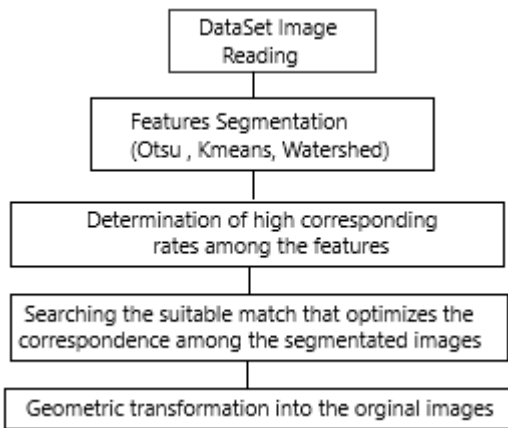 DataSet Image
Reading
Features Segmentation
(Otsu , Kmeans, Watershed)
Determination of high corresponding
rates among the features
Searching the suitable match that optimizes the
correspondence among the segmentated images
Geometric transformation into the orginal images